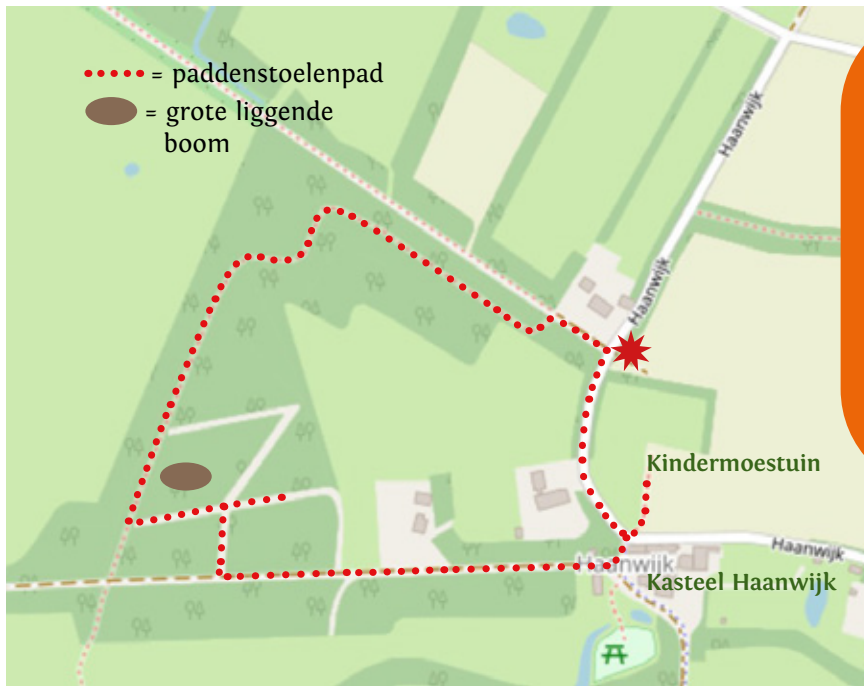 = paddenstoelenpad
= grote liggende
boom
Haanwijk
Haanwijk
Kindermoestuin
Haanwijk
Haanwijk
Kasteel Haanwijk